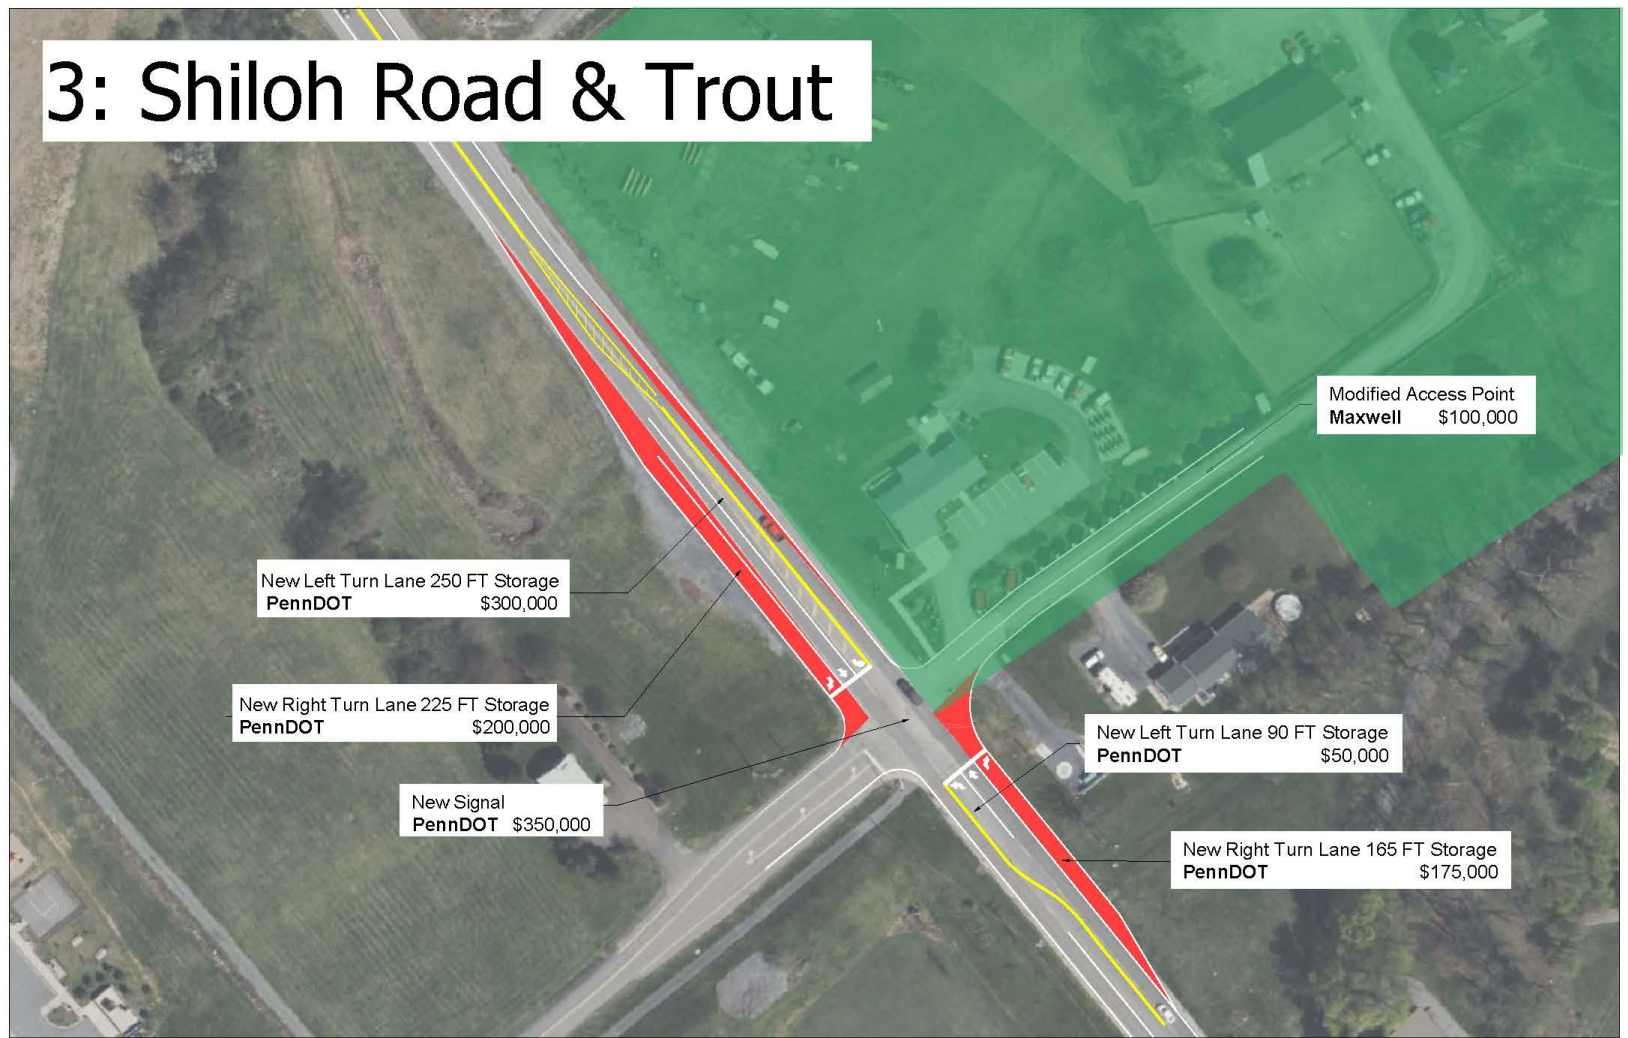 3: Shiloh Road & Trout
Modified Access Point
Maxwell $100,000
New Left Turn Lane 250 FT Storage
PennDOT $300,000
New Right Turn Lane 225 FT Storage
PennDOT $200,000
New Left Turn Lane 90 FT Storage
PennDOT $50,000
New Signal
PennDOT $350,000
New Right Turn Lane 165 FT Storage
PennDOT $175,000